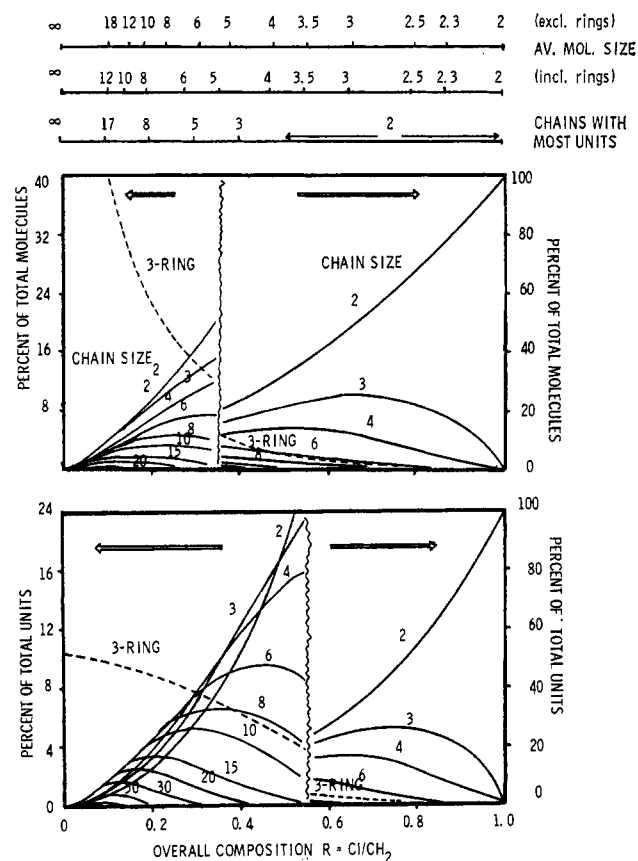 ∞ 18 12 10 8 6 5 4 3.5 3 2.5 2.3 2 (excl. rings)
AV. MOL. SIZE
∞ 12 10 8 6 5 4 3.5 3 2.5 2.3 2 (incl. rings)
∞ 17 8 5 3 2 CHAINS WITH
MOST UNITS
40 100
32 80
24 60
16 40
8 20
0
PERCENT OF TOTAL MOLECULES
PERCENT OF TOTAL MOLECULES
3-RING
CHAIN SIZE
2
CHAIN SIZE
2
2
3
4
6
8
10
15
20
3
4
3-RING
6
8
24 100
16 80
12 60
8 40
4 20
0 0
PERCENT OF TOTAL UNITS
PERCENT OF TOTAL UNITS
2
4
3
3-RING
6
8
10
15
20
30
50
2
3
4
6
3-RING
0 0.2 0.4 0.6 0.8 1.0
OVERALL COMPOSITION R = Cl/CH2